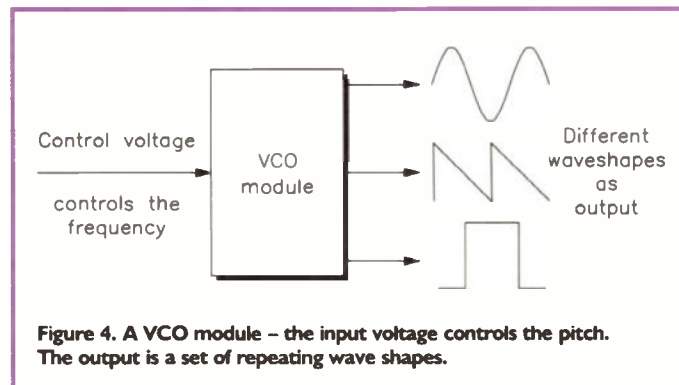 Control voltage
controls the
frequency
VCO
module
Different
waveshapes
as
output
Figure 4. A VCO module – the input voltage controls the pitch.
The output is a set of repeating wave shapes.